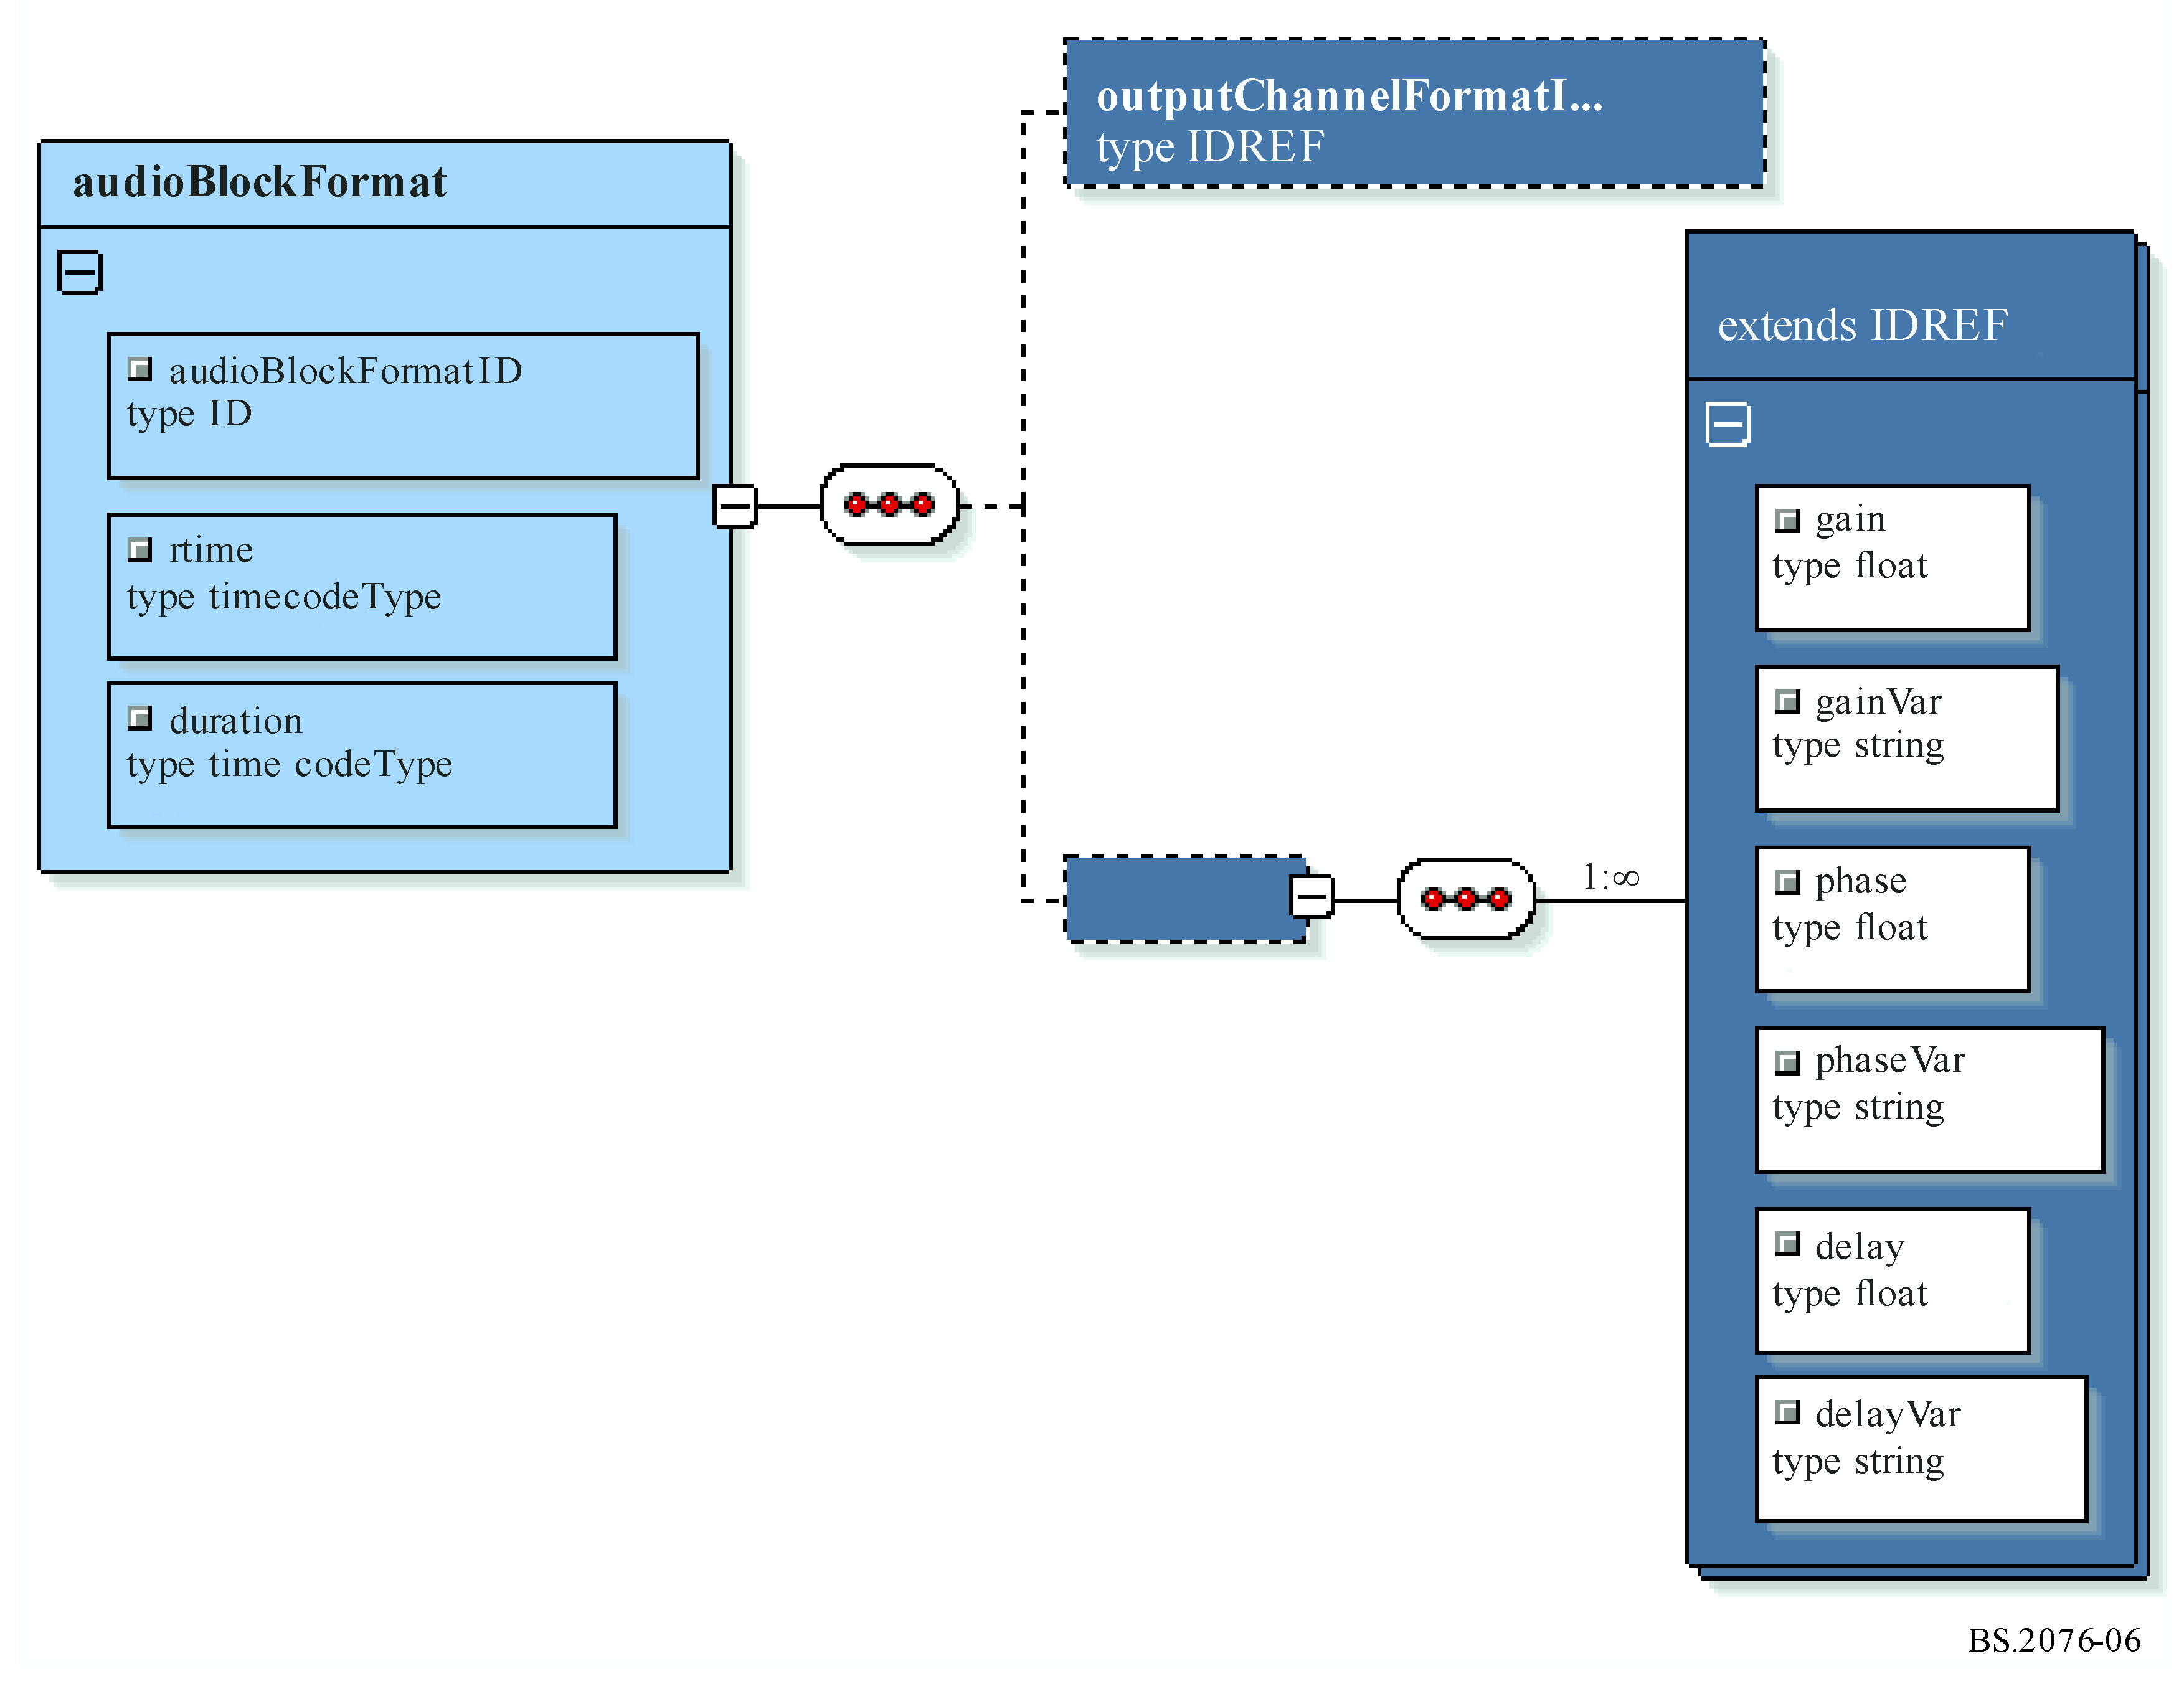 audioBlockFormat
audioBlockFormatID
type ID
rtime
type timecodeType
duration
type time codeType
outputChannelFormatI...
type IDREF
1:∞
extends IDREF
gain
type float
gainVar
type string
phase
type float
phaseVar
type string
delay
type float
delayVar
type string
BS.2076-06